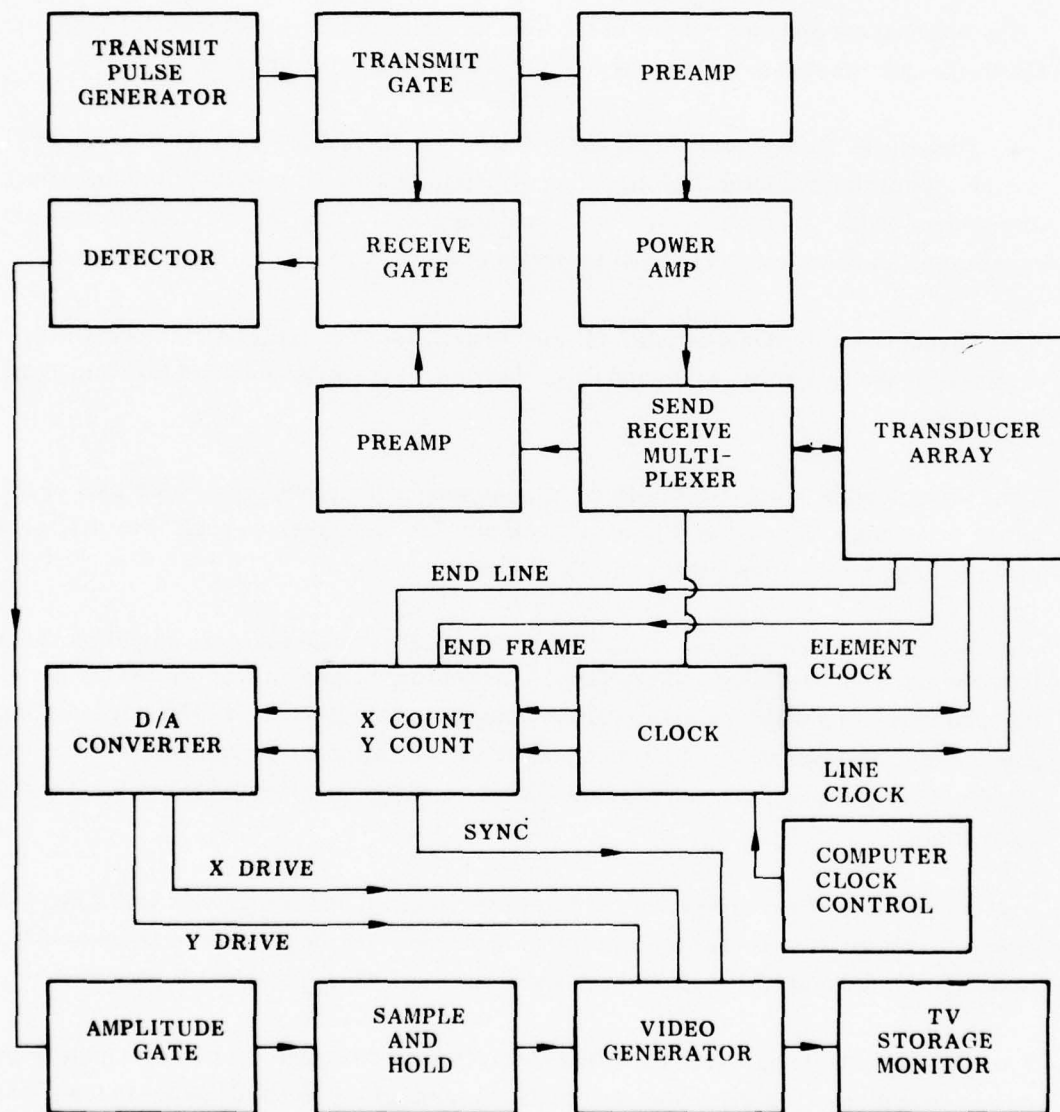 TRANSMIT
PULSE
GENERATOR
TRANSMIT
GATE
PREAMP
DETECTOR
RECEIVE
GATE
POWER
AMP
PREAMP
SEND
RECEIVE
MULTI-
PLEXER
TRANSDUCER
ARRAY
END LINE
END FRAME
ELEMENT
CLOCK
D/A
CONVERTER
X COUNT
Y COUNT
CLOCK
LINE
CLOCK
SYNC
X DRIVE
Y DRIVE
COMPUTER
CLOCK
CONTROL
AMPLITUDE
GATE
SAMPLE
AND
HOLD
VIDEO
GENERATOR
TV
STORAGE
MONITOR